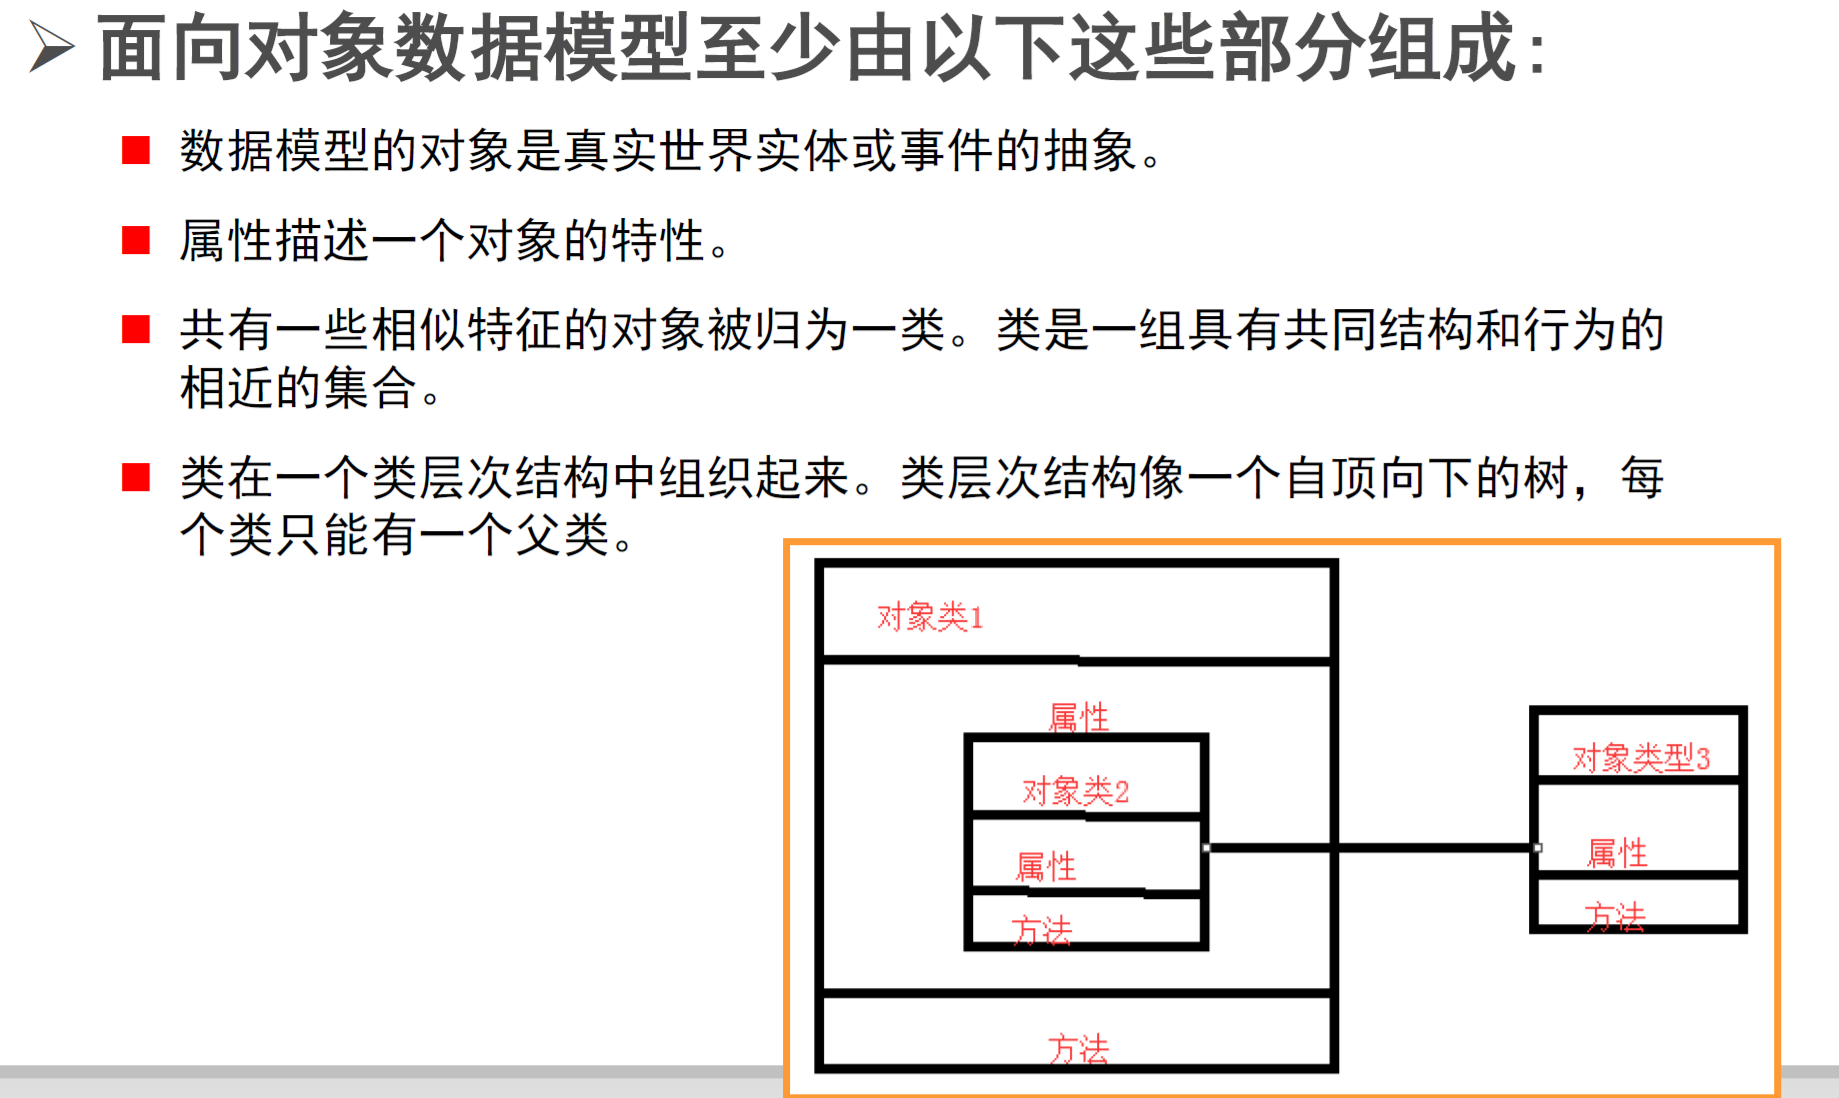 面向对象数据模型至少由以下这些部分组成：
数据模型的对象是真实世界实体或事件的抽象。
属性描述一个对象的特性。
共有一些相似特征的对象被归为一类。类是一组具有共同结构和行为的
相近的集合。
类在一个类层次结构中组织起来。类层次结构像一个自顶向下的树，每
个类只能有一个父类。
对象类1
属性
对象类2
属性
方法
方法
对象类型3
属性
方法